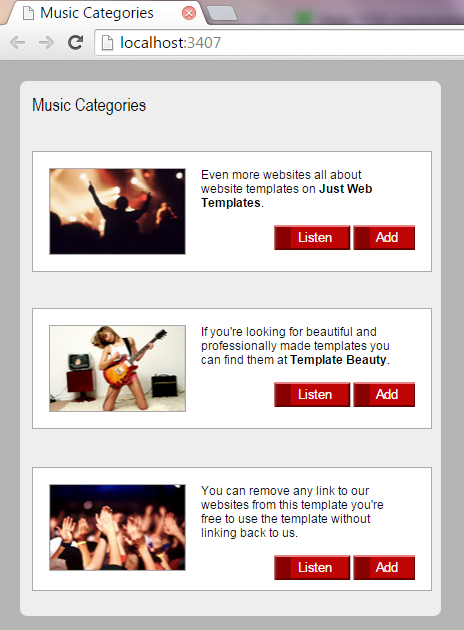 Music Categories
localhost:3407
Music Categories
Even more websites all about
website templates on Just Web
Templates.
Listen
Add
If you're looking for beautiful and
professionally made templates you
can find them at Template Beauty.
Listen
Add
You can remove any link to our
websites from this template you're
free to use the template without
linking back to us.
Listen
Add